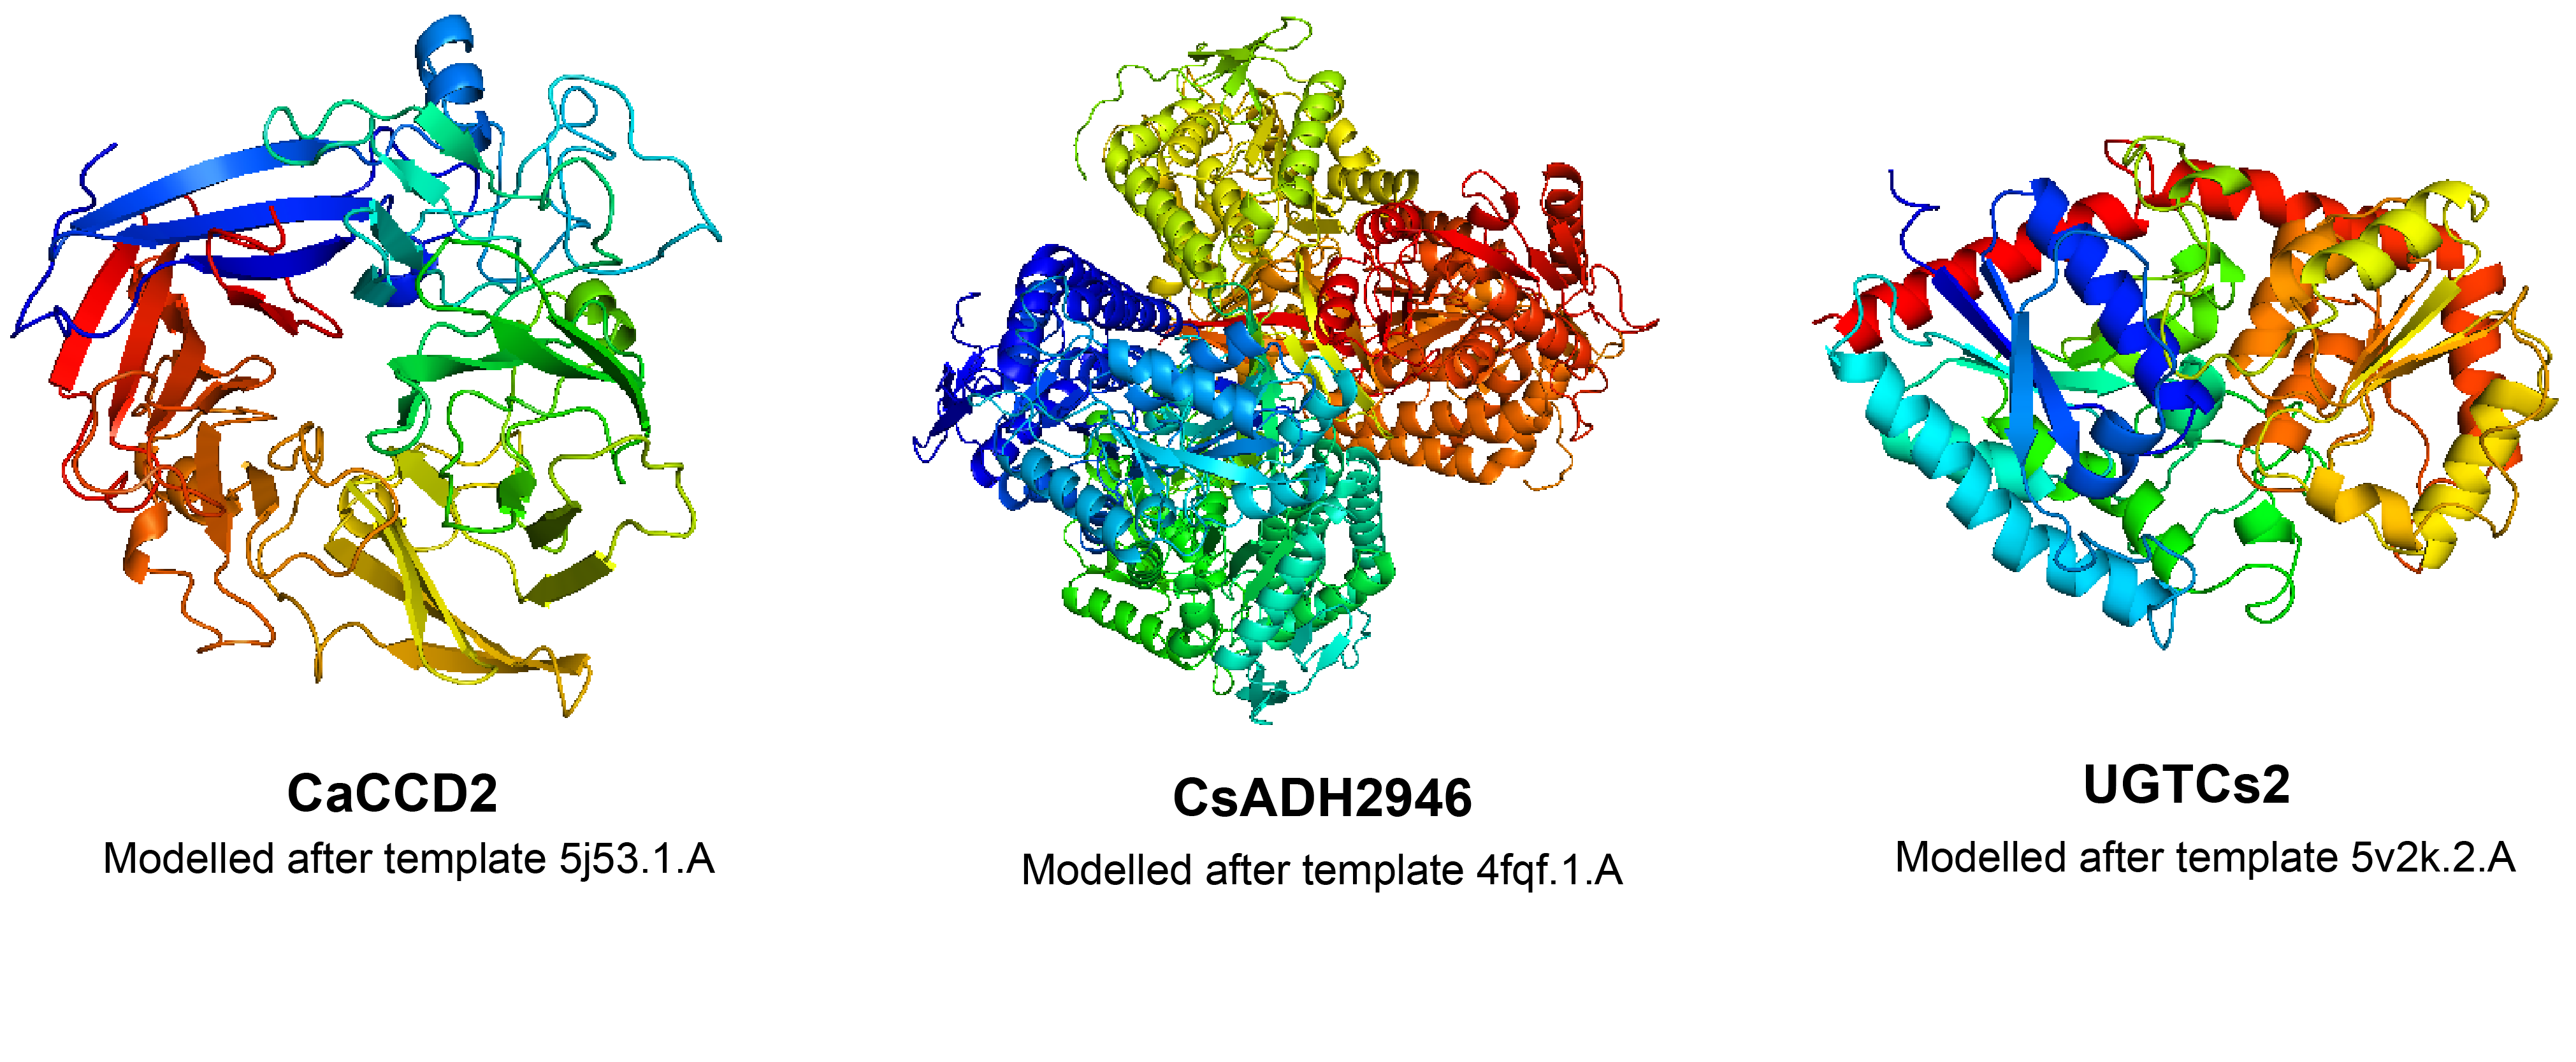 CaCCD2
Modelled after template 5j53.1.A
CsADH2946
Modelled after template 4fqf.1.A
UGTCs2
Modelled after template 5v2k.2.A